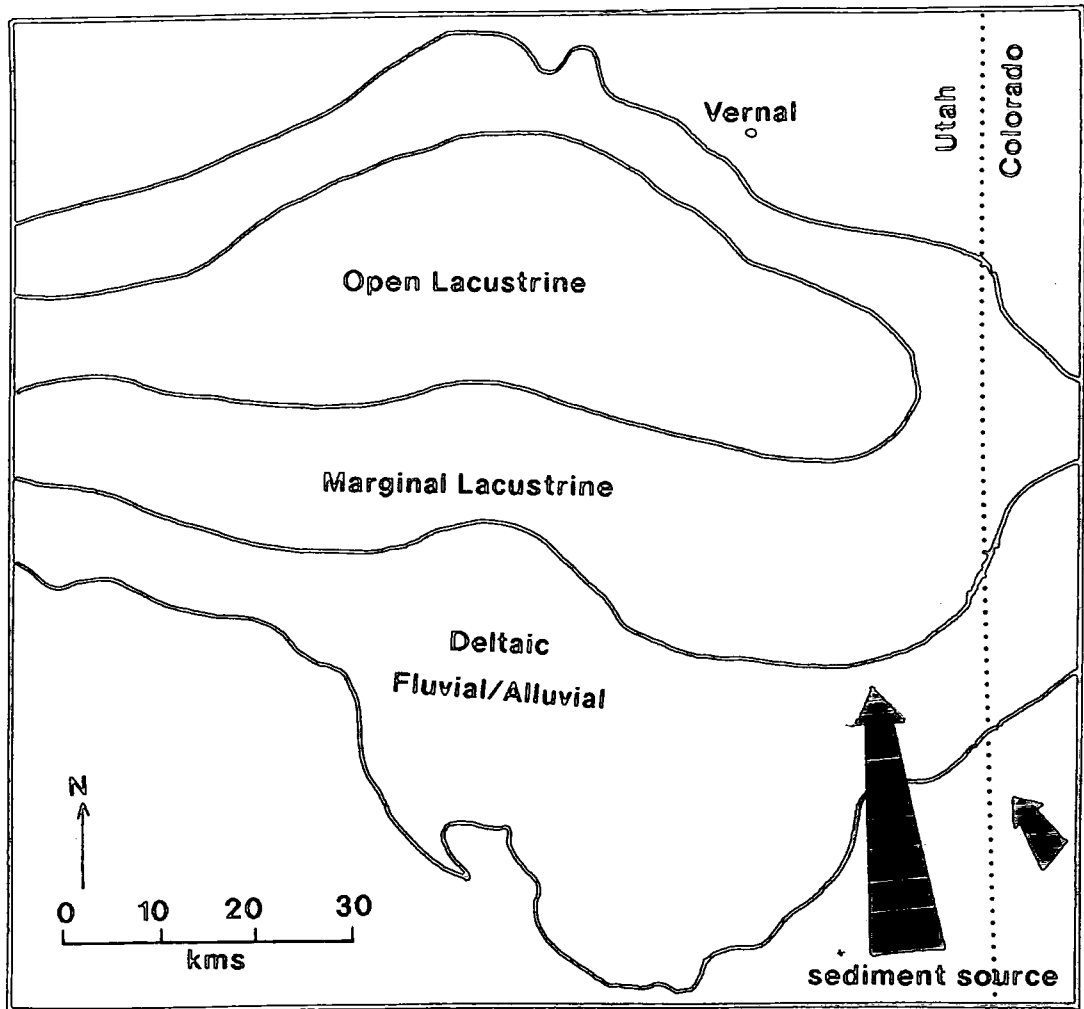 Vernal
Utah
Colorado
Open Lacustrine
Marginal Lacustrine
Deltaic
Fluvial/Alluvial
N
0 10 20 30
kms
sediment source